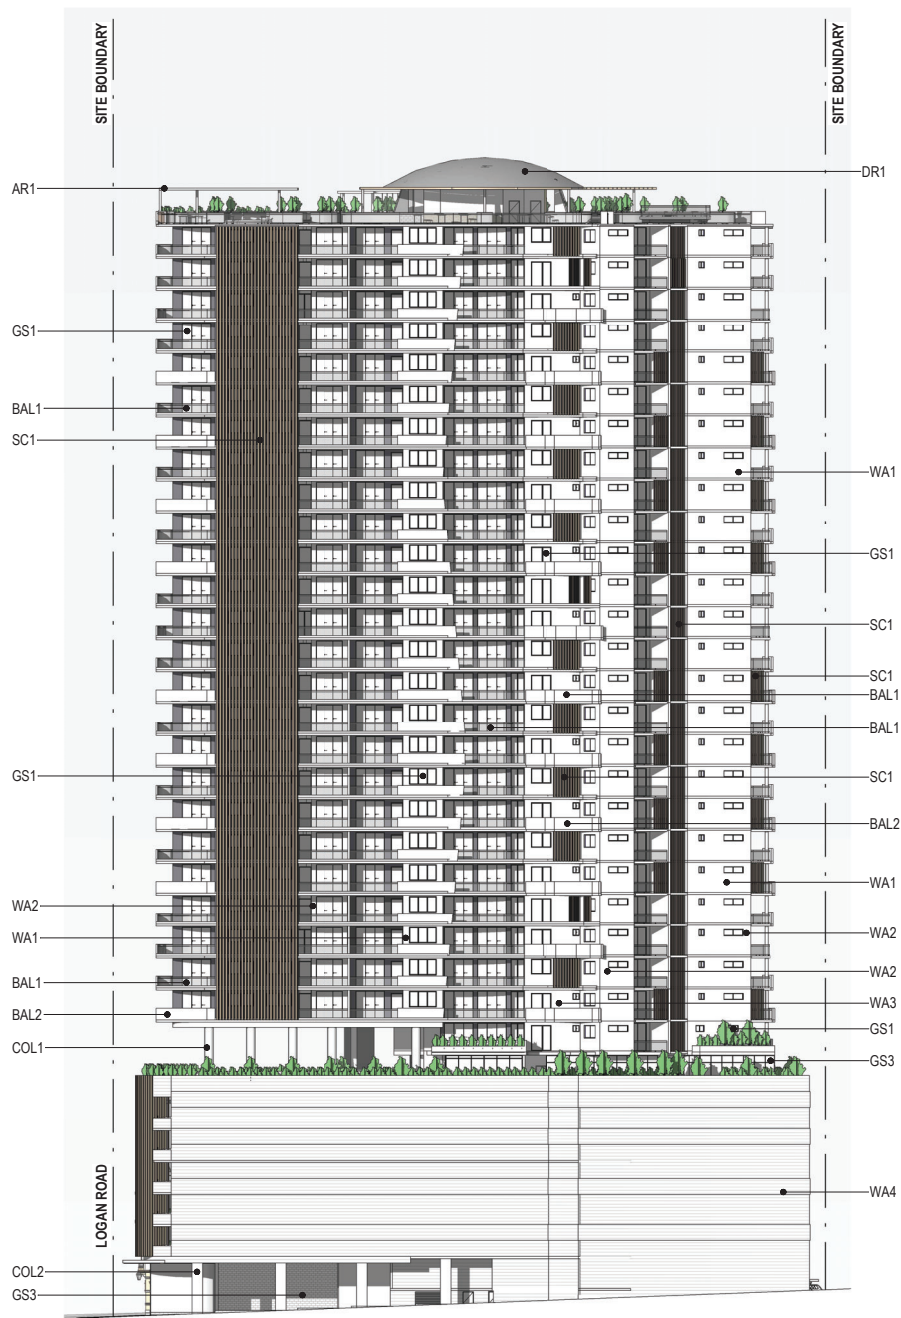 SITE BOUNDARY
SITE BOUNDARY
AR1
DR1
GS1
BAL1
SC1
WA1
GS1
SC1
SC1
BAL1
BAL1
GS1
SC1
BAL2
WA1
WA2
WA1
WA2
WA2
BAL1
WA3
BAL2
GS1
COL1
GS3
LOGAN ROAD
WA4
COL2
GS3